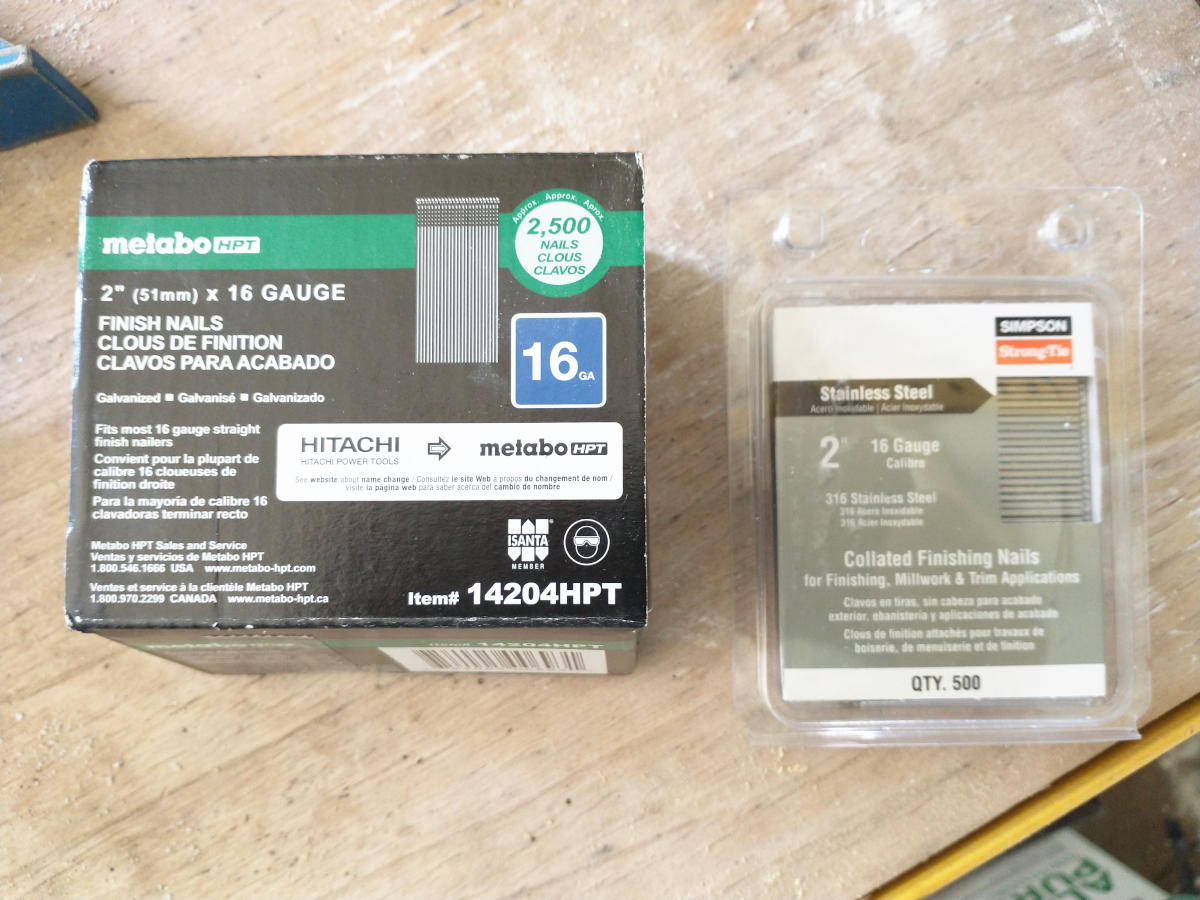 metabo HPT
Approx. Approx. Aprox.
2,500
NAILS
CLOUS
CLAVOS
2" (51mm) x 16 GAUGE
FINISH NAILS
CLOUS DE FINITION
CLAVOS PARA ACABADO
16 GA
Galvanized ■ Galvanisé ■ Galvanizado
Fits most 16 gauge straight
finish nailers
Convient pour la plupart de
calibre 16 cloueuses de
finition droite
Para la mayoría de calibre 16
clavadoras terminar recto
HITACHI
HITACHI POWER TOOLS
metabo HPT
See website about name change / Consultez le site Web à propos du changement de nom /
Visite la página web para saber acerca del cambio de nombre
ISANTA
MEMBER
Metabo HPT Sales and Service
Ventas y servicios de Metabo HPT
1.800.546.1666 USA www.metabo-hpt.com
Ventes et service à la clientèle Metabo HPT
1.800.970.2299 CANADA www.metabo-hpt.ca
Item# 14204HPT
metabo HPT
Item# 14204HPT
SIMPSON
Strong-Tie
Stainless Steel
Acero Inoxidable | Acier Inoxydable
2" 16 Gauge
Calibre
316 Stainless Steel
316 Acero Inoxidable
316 Acier Inoxydable
Collated Finishing Nails
for Finishing, Millwork & Trim Applications
Clavos en tiras, sin cabeza para acabado
exterior, ebanistería y aplicaciones de acabado
Clous de finition attachés pour travaux de
boiserie, de menuiserie et de finition
QTY. 500